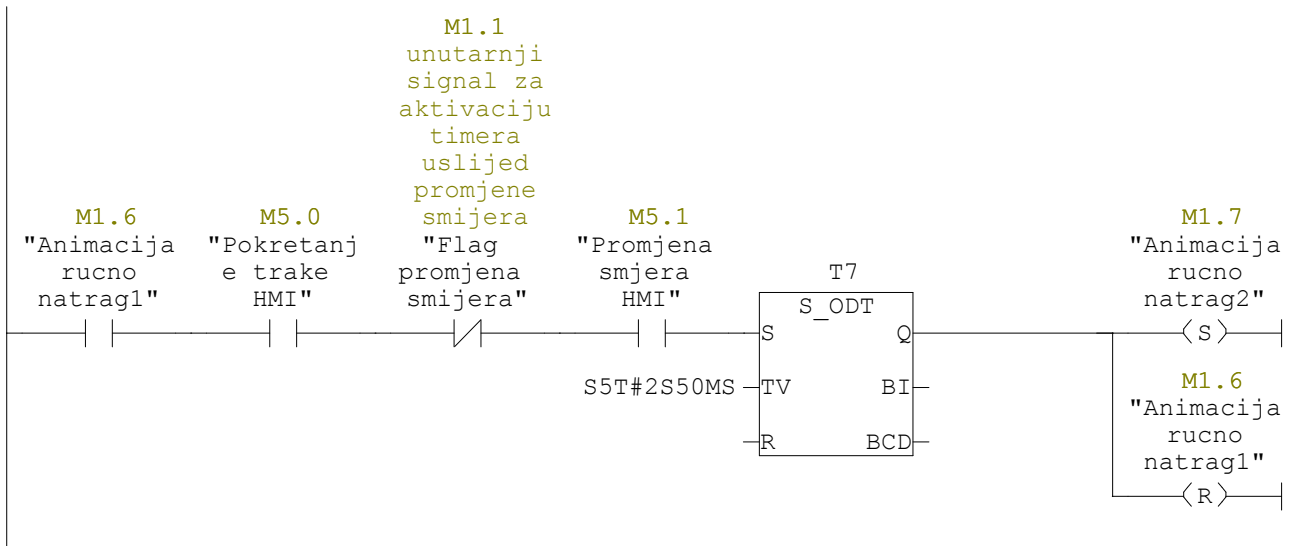 M1.1
unutarnji
signal za
aktivaciju
timera
uslijed
promjene
smijera
"Flag
promjena
smijera"
M1.6
"Animacija
rucno
natrag1"
M5.0
"Pokretanj
e trake
HMI"
M5.1
"Promjena
smjera
HMI"
T7
S_ODT
S
Q
S5T#2S50MS
TV
BI
R
BCD
M1.7
"Animacija
rucno
natrag2"
S
M1.6
"Animacija
rucno
natrag1"
R